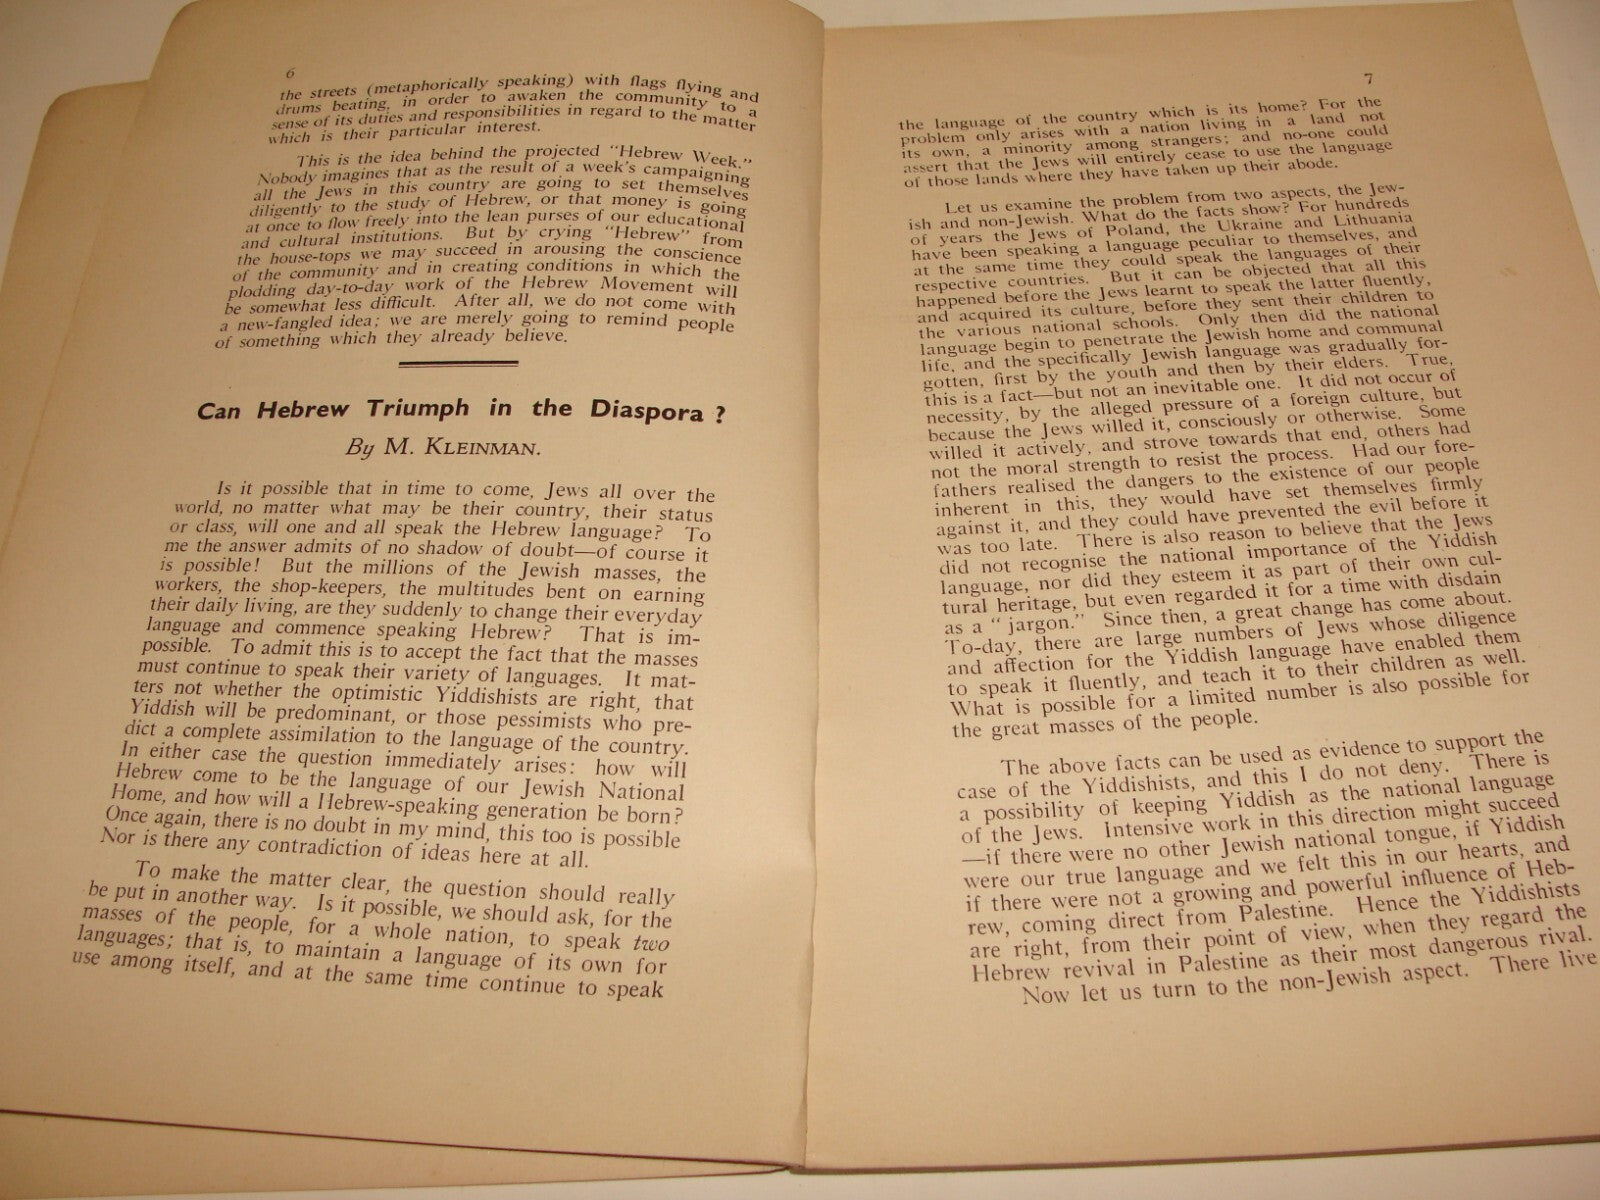 6
the streets (metaphorically speaking) with flags flying and
drums beating, in order to awaken the community to a
sense of its duties and responsibilities in regard to the matter
which is their particular interest.
This is the idea behind the projected "Hebrew Week."
Nobody imagines that as the result of a week's campaigning
all the Jews in this country are going to set themselves
diligently to the study of Hebrew, or that money is going
at once to flow freely into the lean purses of our educational
and cultural institutions. But by crying "Hebrew" from
the house-tops we may succeed in arousing the conscience
of the community and in creating conditions in which the
plodding day-to-day work of the Hebrew Movement will
be somewhat less difficult. After all, we do not come with
a new-fangled idea; we are merely going to remind people
of something which they already believe.
Can Hebrew Triumph in the Diaspora ?
By M. KLEINMAN.
Is it possible that in time to come, Jews all over the
world, no matter what may be their country, their status
or class, will one and all speak the Hebrew language? To
me the answer admits of no shadow of doubt—of course it
is possible! But the millions of the Jewish masses, the
workers, the shop-keepers, the multitudes bent on earning
their daily living, are they suddenly to change their everyday
language and commence speaking Hebrew? That is im-
possible. To admit this is to accept the fact that the masses
must continue to speak their variety of languages. It mat-
ters not whether the optimistic Yiddishists are right, that
Yiddish will be predominant, or those pessimists who pre-
dict a complete assimilation to the language of the country.
In either case the question immediately arises: how will
Hebrew come to be the language of our Jewish National
Home, and how will a Hebrew-speaking generation be born?
Once again, there is no doubt in my mind, this too is possible
Nor is there any contradiction of ideas here at all.
To make the matter clear, the question should really
be put in another way. Is it possible, we should ask, for the
masses of the people, for a whole nation, to speak two
languages; that is, to maintain a language of its own for
use among itself, and at the same time continue to speak
7
the language of the country which is its home? For the
problem only arises with a nation living in a land not
its own, a minority among strangers; and no-one could
assert that the Jews will entirely cease to use the language
of those lands where they have taken up their abode.
Let us examine the problem from two aspects, the Jew-
ish and non-Jewish. What do the facts show? For hundreds
of years the Jews of Poland, the Ukraine and Lithuania
have been speaking a language peculiar to themselves, and
at the same time they could speak the languages of their
respective countries. But it can be objected that all this
happened before the Jews learnt to speak the latter fluently,
and acquired its culture, before they sent their children to
the various national schools. Only then did the national
language begin to penetrate the Jewish home and communal
life, and the specifically Jewish language was gradually for-
gotten, first by the youth and then by their elders. True,
this is a fact—but not an inevitable one. It did not occur of
necessity, by the alleged pressure of a foreign culture, but
because the Jews willed it, consciously or otherwise. Some
willed it actively, and strove towards that end, others had
not the moral strength to resist the process. Had our fore-
fathers realised the dangers to the existence of our people
inherent in this, they would have set themselves firmly
against it, and they could have prevented the evil before it
was too late. There is also reason to believe that the Jews
did not recognise the national importance of the Yiddish
language, nor did they esteem it as part of their own cul-
tural heritage, but even regarded it for a time with disdain
as a " jargon." Since then, a great change has come about.
To-day, there are large numbers of Jews whose diligence
and affection for the Yiddish language have enabled them
to speak it fluently, and teach it to their children as well.
What is possible for a limited number is also possible for
the great masses of the people.
The above facts can be used as evidence to support the
case of the Yiddishists, and this I do not deny. There is
a possibility of keeping Yiddish as the national language
of the Jews. Intensive work in this direction might succeed
—if there were no other Jewish national tongue, if Yiddish
were our true language and we felt this in our hearts, and
if there were not a growing and powerful influence of Heb-
rew, coming direct from Palestine. Hence the Yiddishists
are right, from their point of view, when they regard the
Hebrew revival in Palestine as their most dangerous rival.
Now let us turn to the non-Jewish aspect. There live